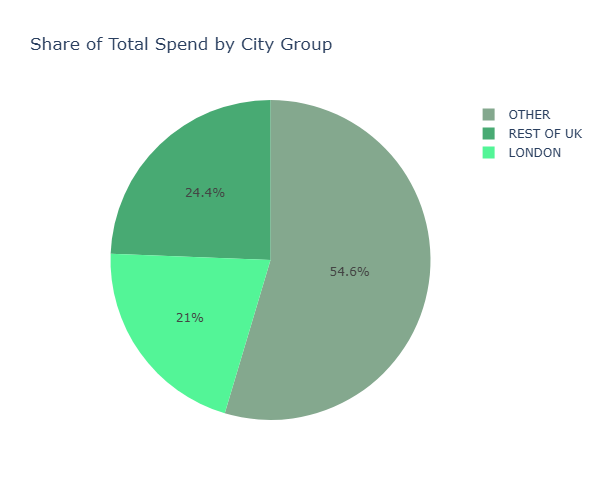 Share of Total Spend by City Group
OTHER
REST OF UK
LONDON
24.4%
54.6%
21%